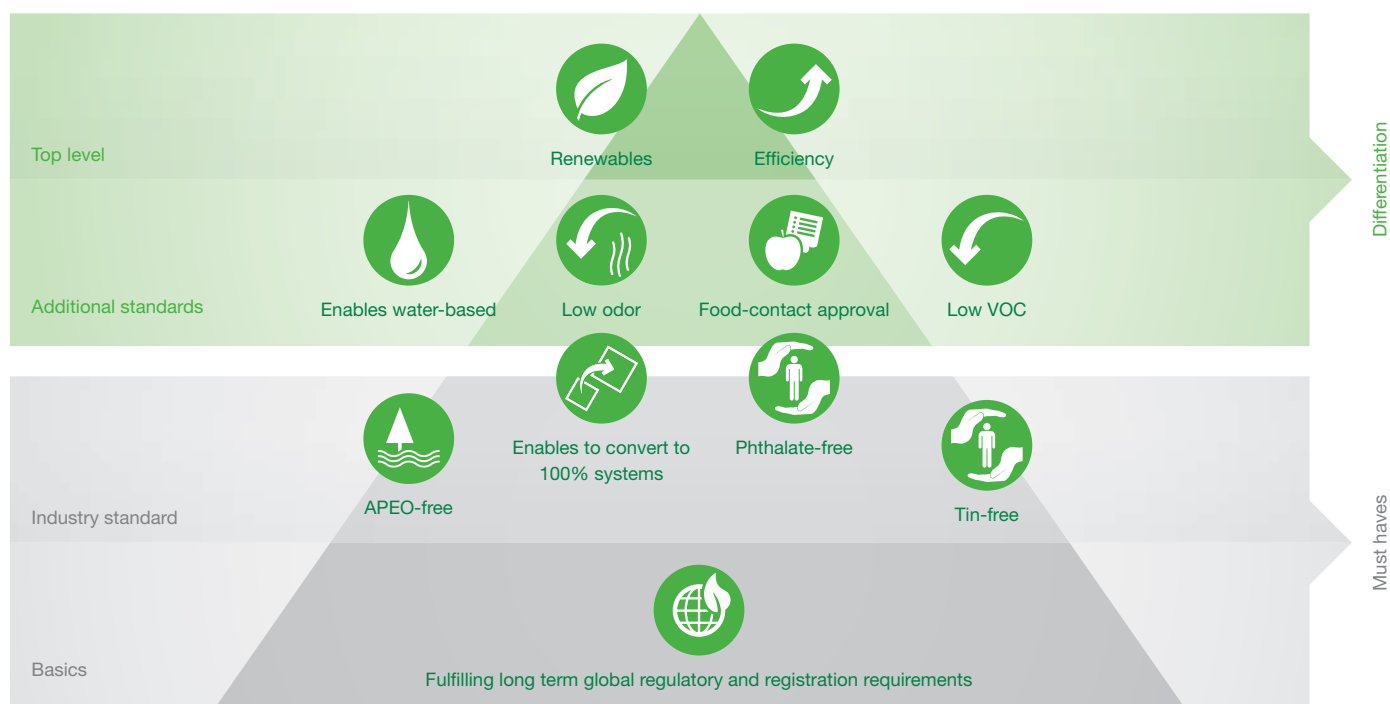 Top level
Renewables
Efficiency
Differentiation
Additional standards
Enables water-based
Low odor
Food-contact approval
Low VOC
Industry standard
APEO-free
Enables to convert to
100% systems
Phthalate-free
Tin-free
Must haves
Basics
Fulfilling long term global regulatory and registration requirements